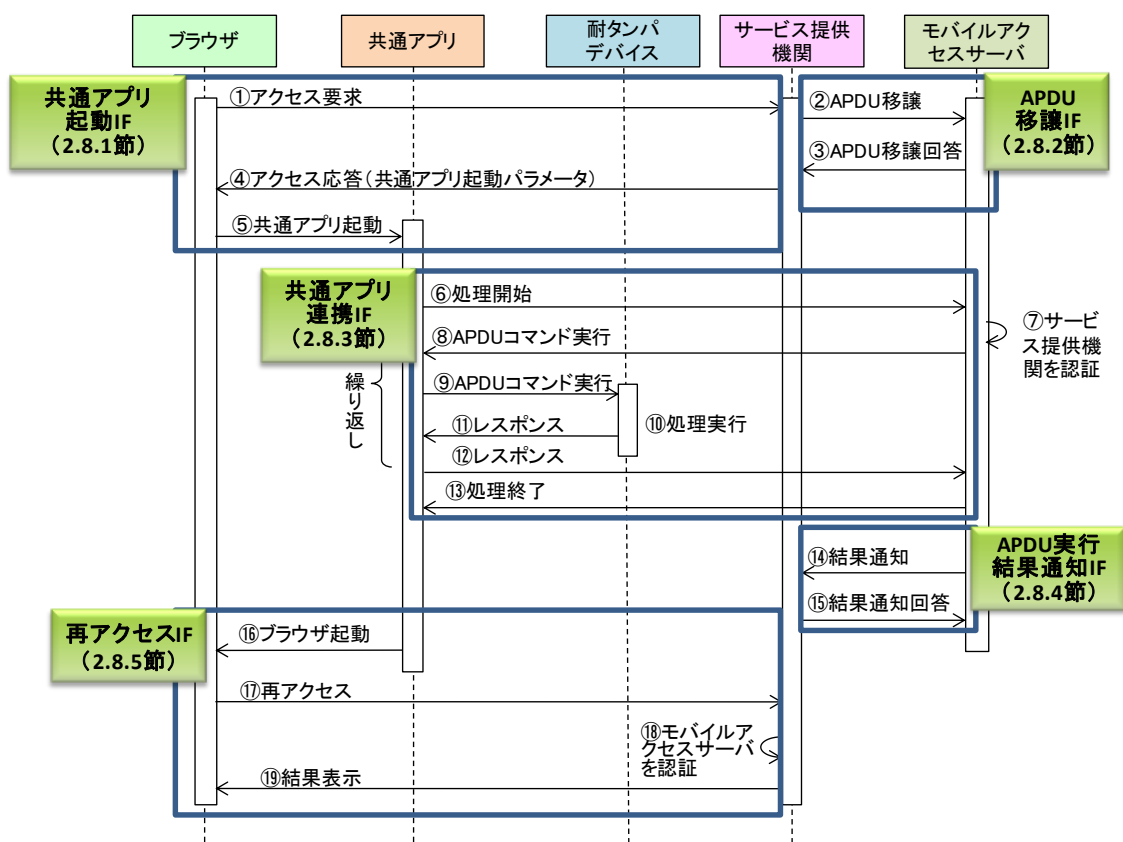 ブラウザ
共通アプリ
耐タンパ
デバイス
サービス提供
機関
モバイルアク
セスサーバ
共通アプリ
起動IF
（2.8.1節）
①アクセス要求
②APDU移譲
APDU
移譲IF
（2.8.2節）
③APDU移譲回答
④アクセス応答（共通アプリ起動パラメータ）
⑤共通アプリ起動
共通アプリ
連携IF
（2.8.3節）
⑥処理開始
⑦サービ
ス提供機
関を認証
⑧APDUコマンド実行
繰り返し
⑨APDUコマンド実行
⑩処理実行
⑪レスポンス
⑫レスポンス
⑬処理終了
⑭結果通知
APDU実行
結果通知IF
（2.8.4節）
⑮結果通知回答
再アクセスIF
（2.8.5節）
⑯ブラウザ起動
⑰再アクセス
⑱モバイルア
クセスサーバ
を認証
⑲結果表示